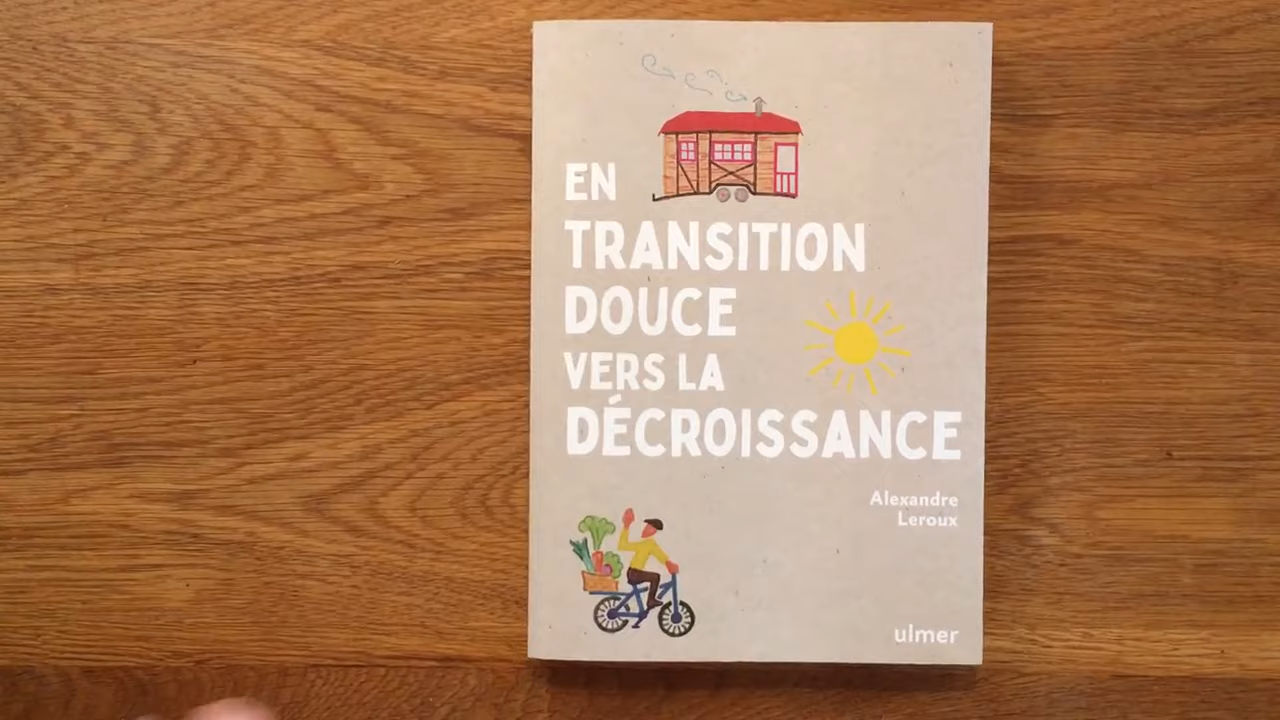 EN
TRANSITION
DOUCE
VERS LA
DÉCROISSANCE
Alexandre
Leroux
ulmer